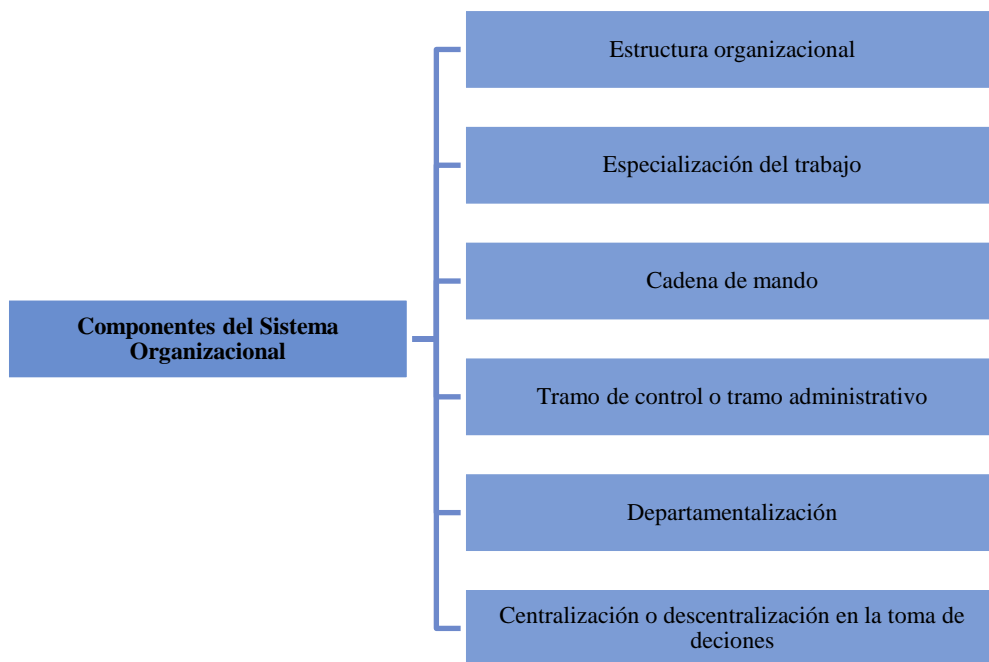 Estructura organizacional
Especialización del trabajo
Cadena de mando
Componentes del Sistema
Organizacional
Tramo de control o tramo administrativo
Departamentalización
Centralización o descentralización en la toma de
deciones